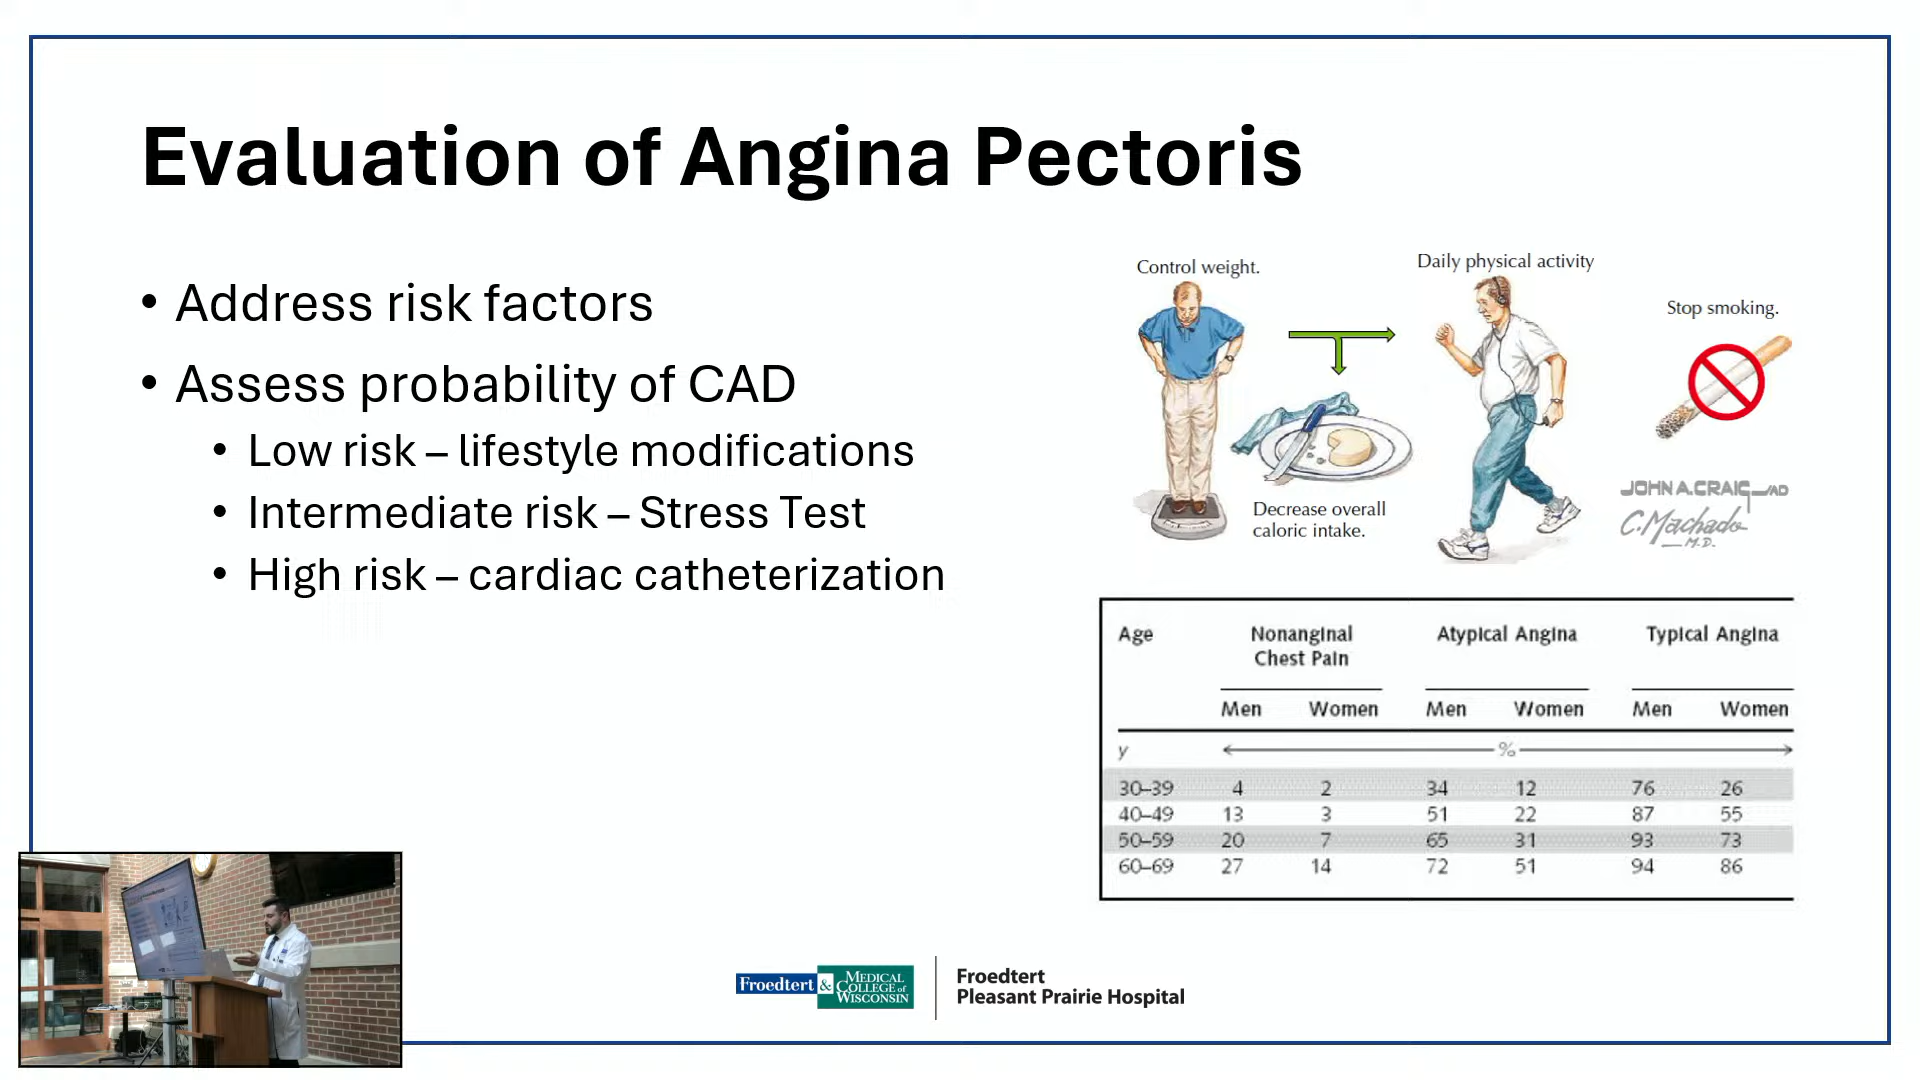 Evaluation of Angina Pectoris
• Address risk factors
• Assess probability of CAD
• Low risk – lifestyle modifications
• Intermediate risk – Stress Test
• High risk – cardiac catheterization
Control weight.
Daily physical activity
Stop smoking.
Decrease overall
caloric intake.
JOHN A. CRAIG—AD
C. Machado
—M.D.
Age Nonanginal Atypical Angina Typical Angina
Chest Pain
Men Women Men Women Men Women
y %
30–39 4 2 34 12 76 26
40–49 13 3 51 22 87 55
50–59 20 7 65 31 93 73
60–69 27 14 72 51 94 86
Froedtert & MEDICAL
COLLEGE of
WISCONSIN
Froedtert
Pleasant Prairie Hospital